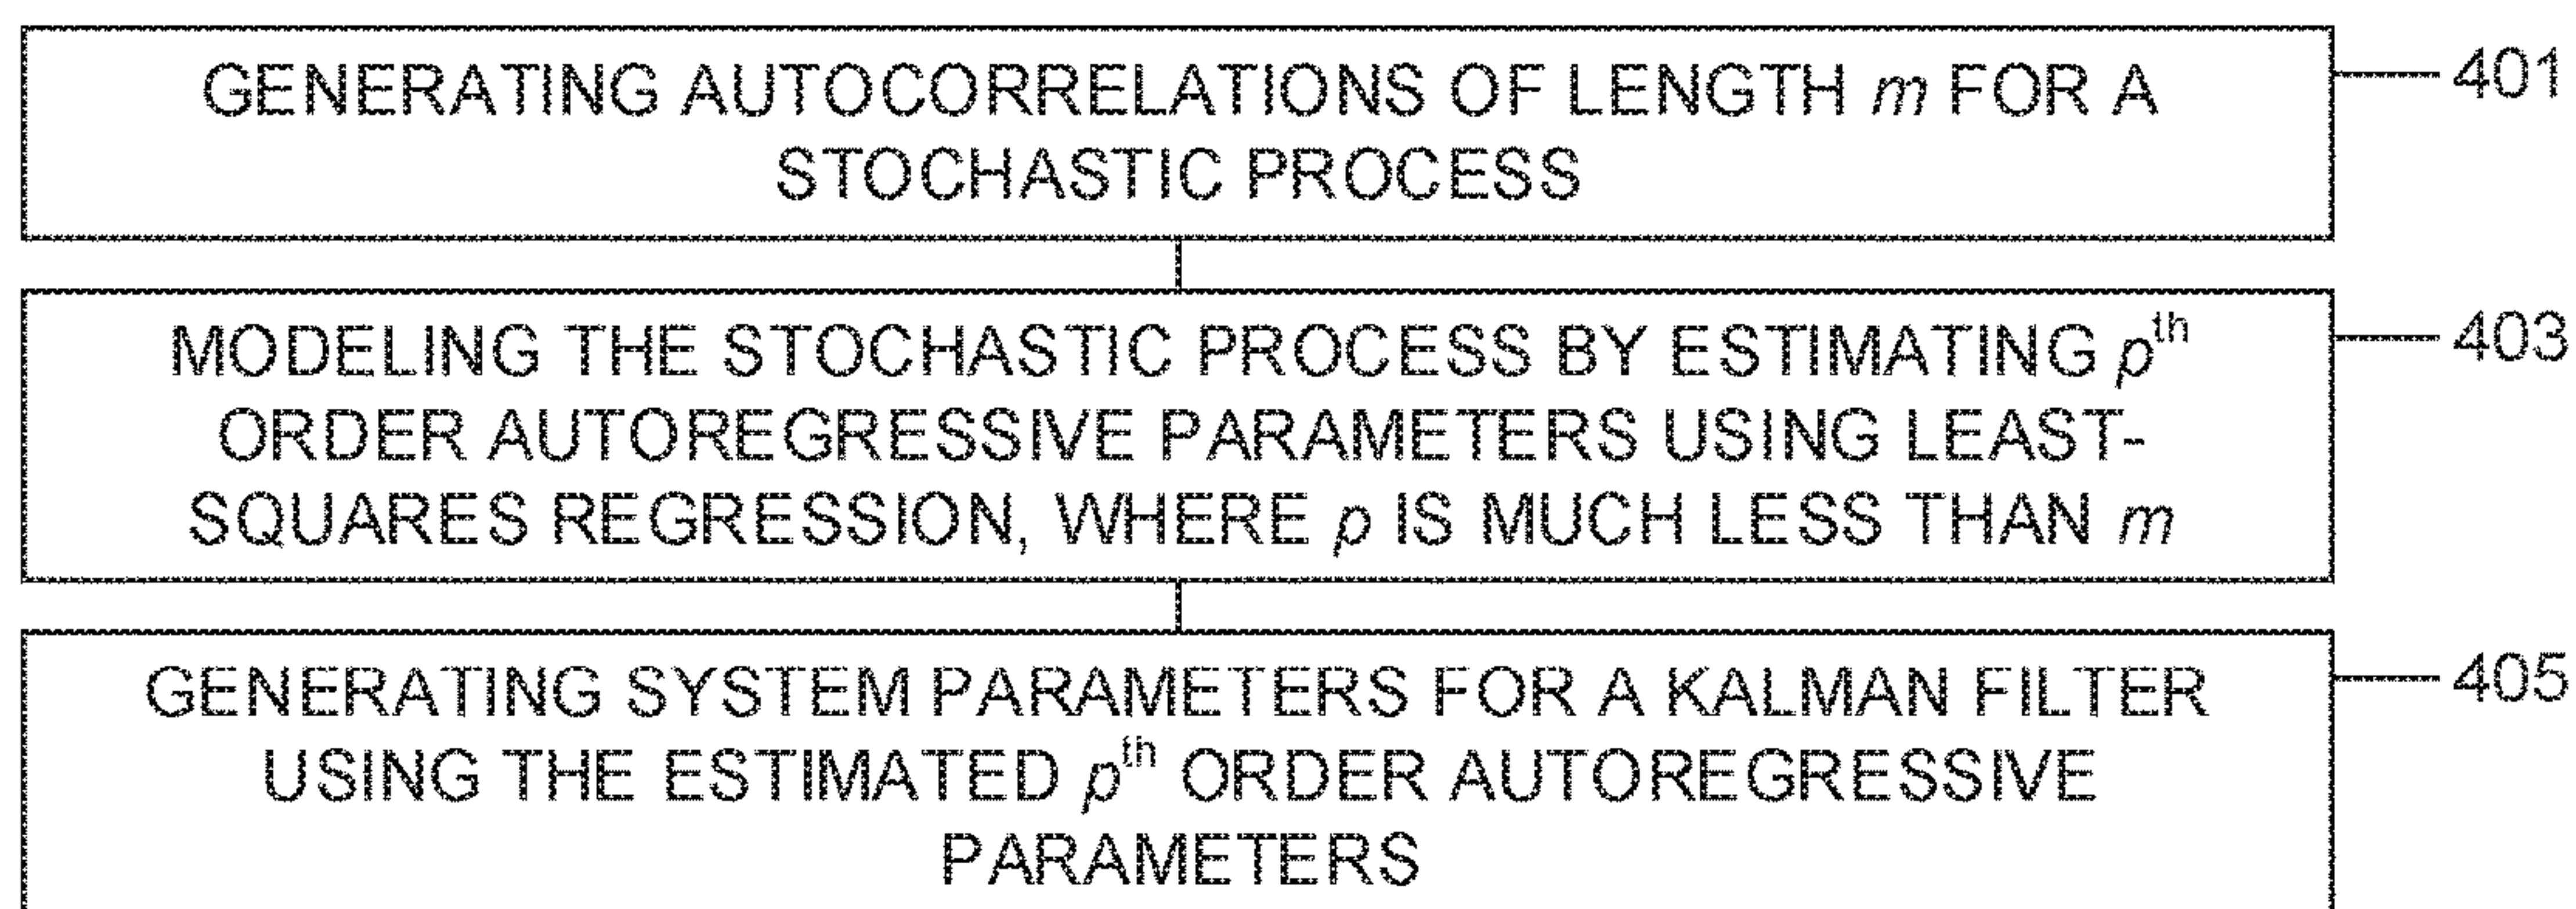 GENERATING AUTOCORRELATIONS OF LENGTH m FOR A
STOCHASTIC PROCESS
401
MODELING THE STOCHASTIC PROCESS BY ESTIMATING pth
ORDER AUTOREGRESSIVE PARAMETERS USING LEAST-
SQUARES REGRESSION, WHERE p IS MUCH LESS THAN m
403
GENERATING SYSTEM PARAMETERS FOR A KALMAN FILTER
USING THE ESTIMATED pth ORDER AUTOREGRESSIVE
PARAMETERS
405